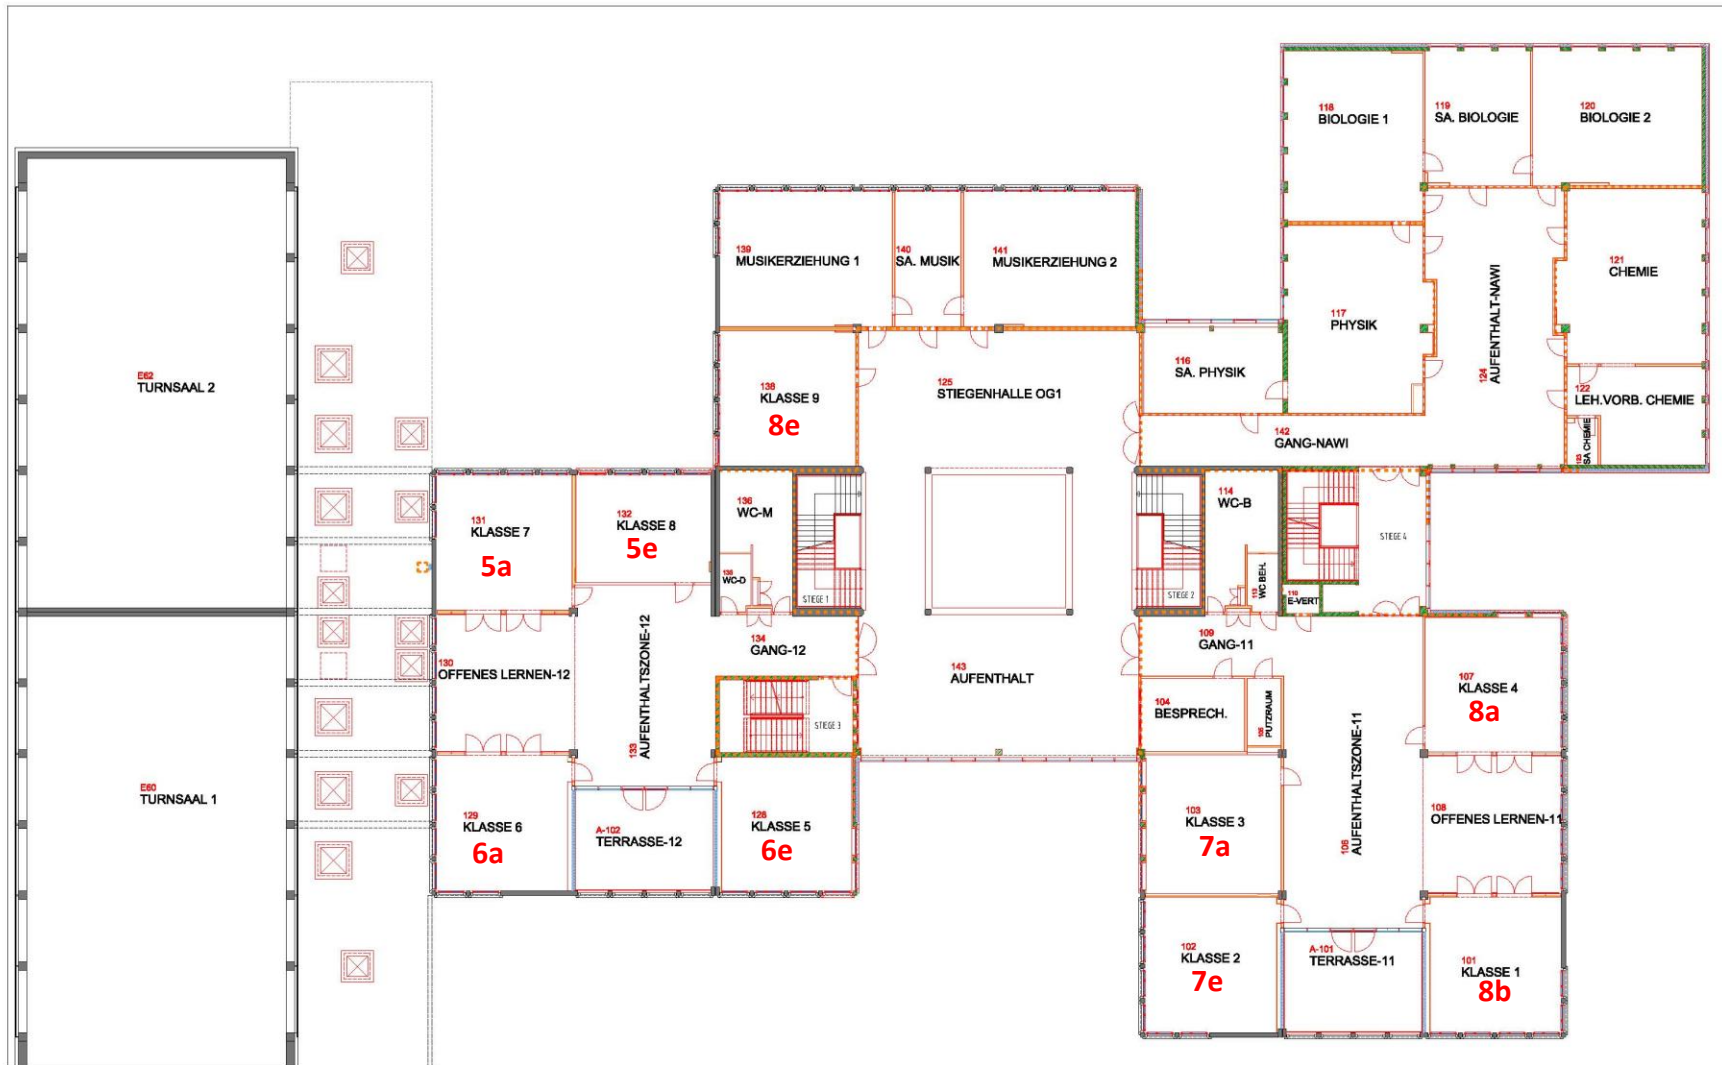 118
BIOLOGIE 1
119
SA. BIOLOGIE
120
BIOLOGIE 2
139
MUSIKERZIEHUNG 1
140
SA. MUSIK
141
MUSIKERZIEHUNG 2
121
CHEMIE
117
PHYSIK
124
AUFENTHALT-NAWI
116
SA. PHYSIK
122
LEH.VORB. CHEMIE
123
SA CHEMIE
142
GANG-NAWI
E62
TURNSAAL 2
138
KLASSE 9
8e
125
STIEGENHALLE OG1
131
KLASSE 7
5a
132
KLASSE 8
5e
136
WC-M
135
WC-D
STIEGE 1
114
WC-B
113
WC BEH.
STIEGE 2
STIEGE 4
110
E-VERT
130
OFFENES LERNEN-12
133
AUFENTHALTSZONE-12
134
GANG-12
STIEGE 3
143
AUFENTHALT
109
GANG-11
104
BESPRECH.
105
PUTZRAUM
107
KLASSE 4
8a
E60
TURNSAAL 1
129
KLASSE 6
6a
A-102
TERRASSE-12
128
KLASSE 5
6e
103
KLASSE 3
7a
106
AUFENTHALTSZONE-11
108
OFFENES LERNEN-11
102
KLASSE 2
7e
A-101
TERRASSE-11
101
KLASSE 1
8b